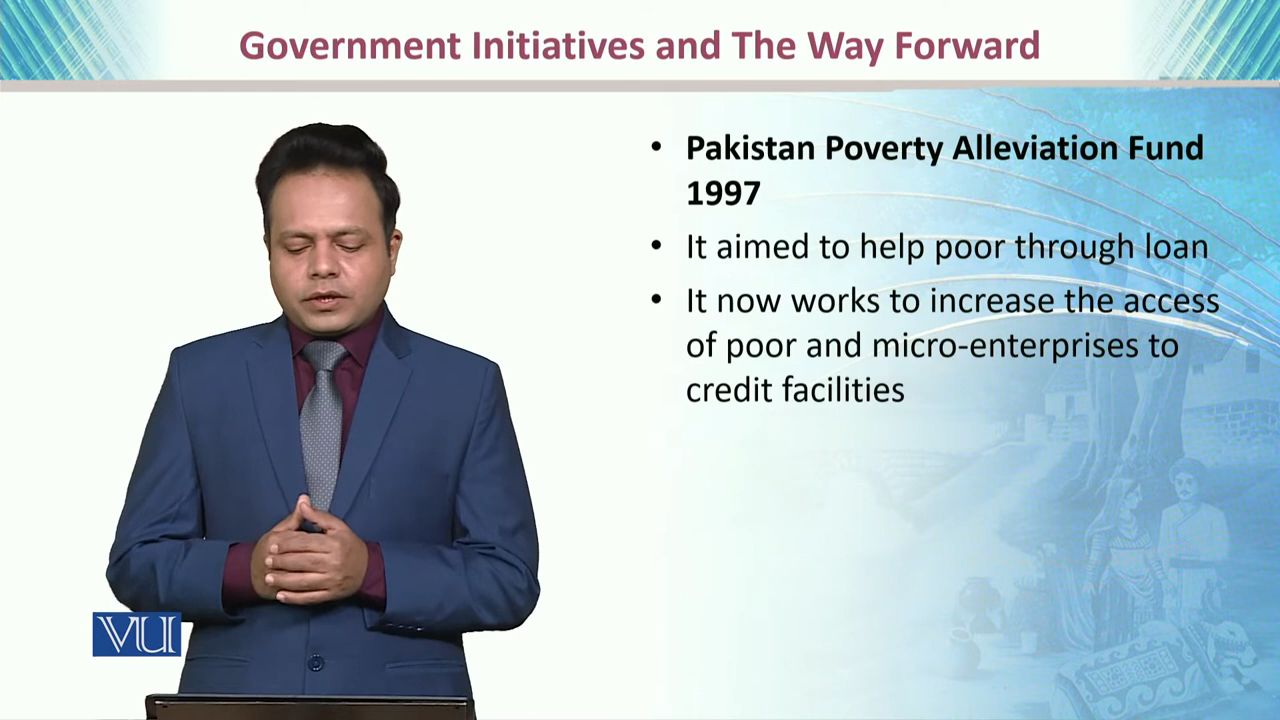 Government Initiatives and The Way Forward
• Pakistan Poverty Alleviation Fund
1997
• It aimed to help poor through loan
• It now works to increase the access
of poor and micro-enterprises to
credit facilities
VU